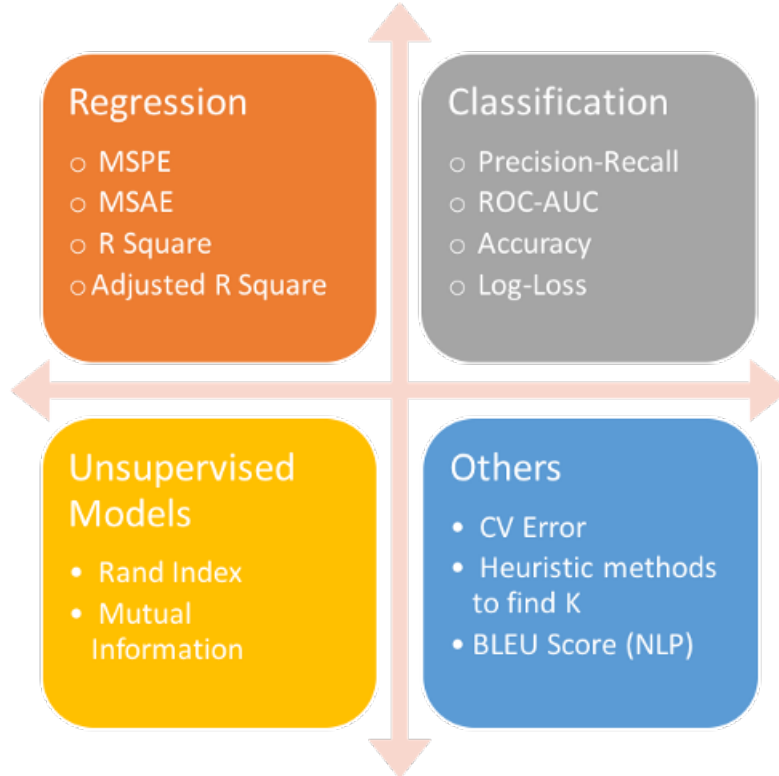 Regression
○ MSPE
○ MSAE
○ R Square
○ Adjusted R Square
Classification
○ Precision-Recall
○ ROC-AUC
○ Accuracy
○ Log-Loss
Unsupervised
Models
• Rand Index
• Mutual
Information
Others
• CV Error
• Heuristic methods
to find K
• BLEU Score (NLP)